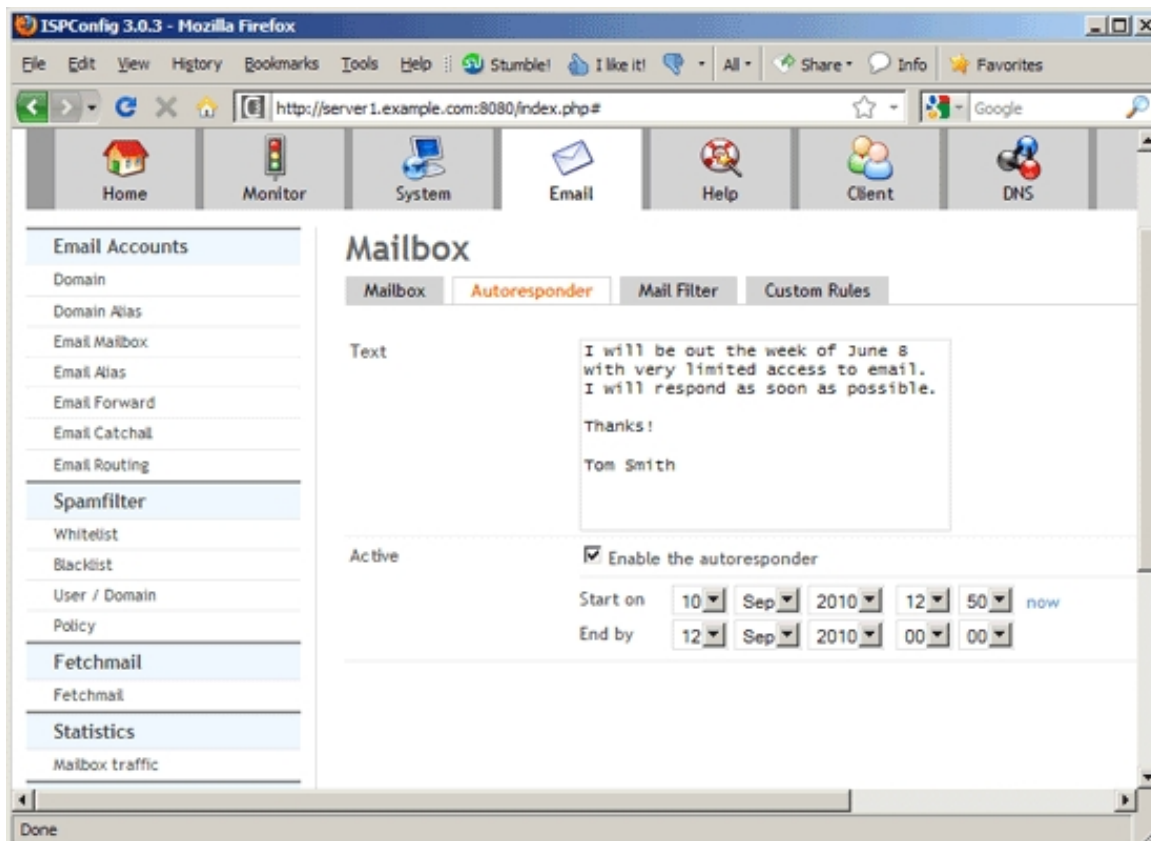 ISPConfig 3.0.3 - Mozilla Firefox
File Edit View History Bookmarks Tools Help Stumble! I like it! All Share Info Favorites
http://server1.example.com:8080/index.php# Google
Home Monitor System Email Help Client DNS
Email Accounts
Domain
Domain Alias
Email Mailbox
Email Alias
Email Forward
Email Catchall
Email Routing
Spamfilter
Whitelist
Blacklist
User / Domain
Policy
Fetchmail
Fetchmail
Statistics
Mailbox traffic
Mailbox
Mailbox Autoresponder Mail Filter Custom Rules
Text
I will be out the week of June 8
with very limited access to email.
I will respond as soon as possible.
Thanks!
Tom Smith
Active Enable the autoresponder
Start on 10 Sep 2010 12 50 now
End by 12 Sep 2010 00 00
Done